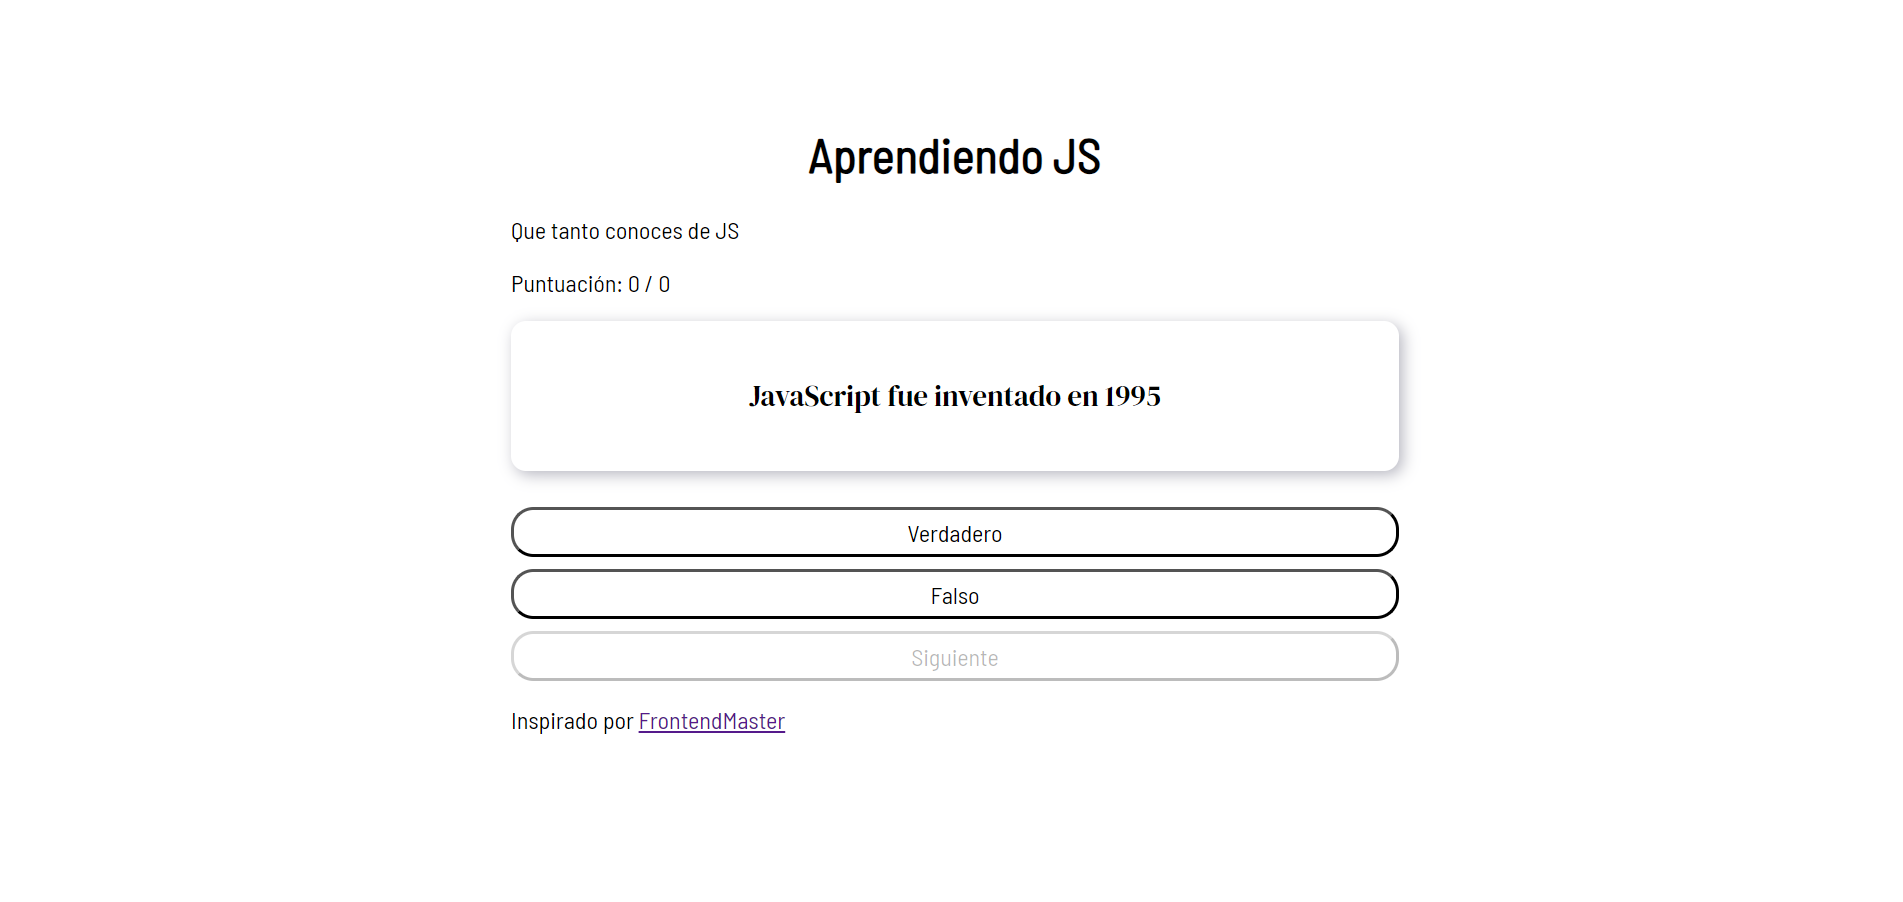 Aprendiendo JS
Que tanto conoces de JS
Puntuación: 0 / 0
JavaScript fue inventado en 1995
Verdadero
Falso
Siguiente
Inspirado por FrontendMaster